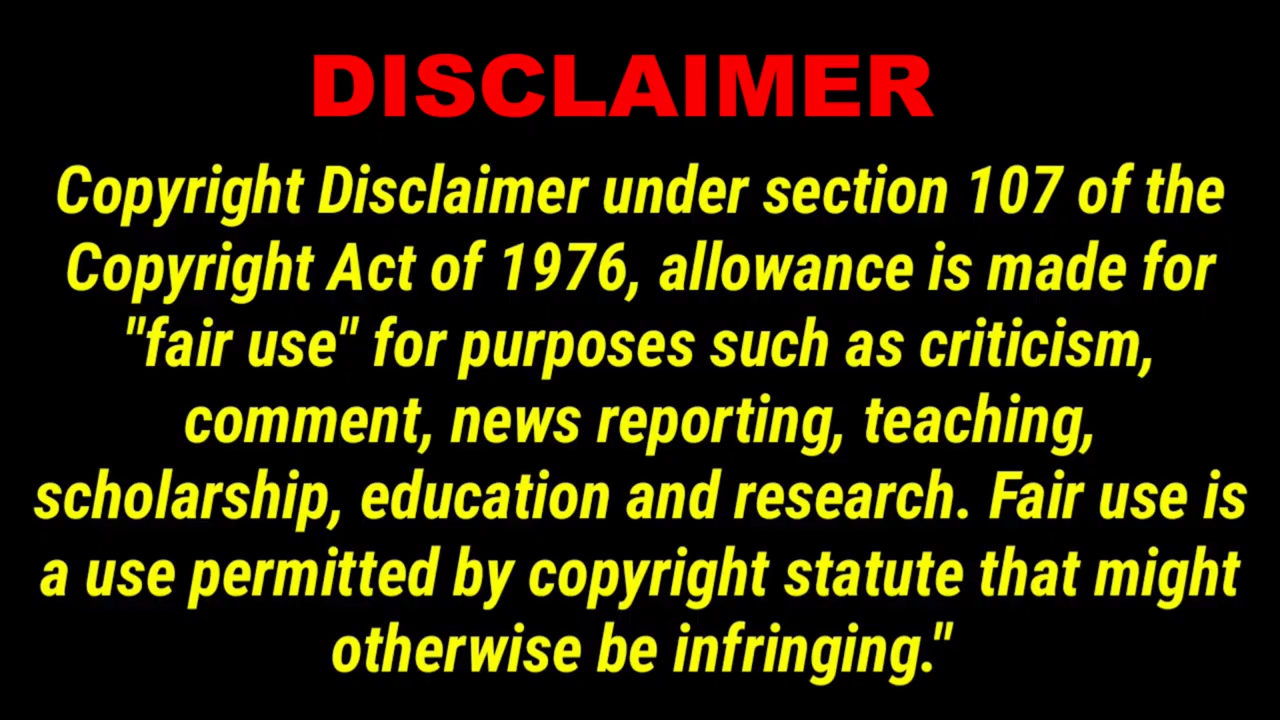 DISCLAIMER
Copyright Disclaimer under section 107 of the
Copyright Act of 1976, allowance is made for
"fair use" for purposes such as criticism,
comment, news reporting, teaching,
scholarship, education and research. Fair use is
a use permitted by copyright statute that might
otherwise be infringing."